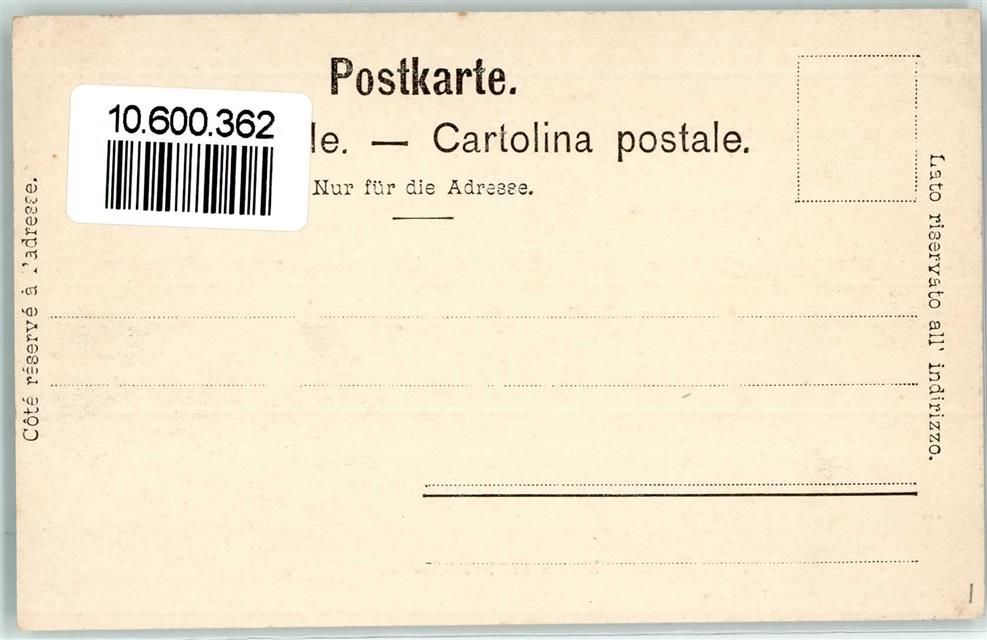 Postkarte.
10.600.362
le. — Cartolina postale.
Nur für die Adresse.
Côté réservé à l'adresse.
Lato riservato all' indirizzo.